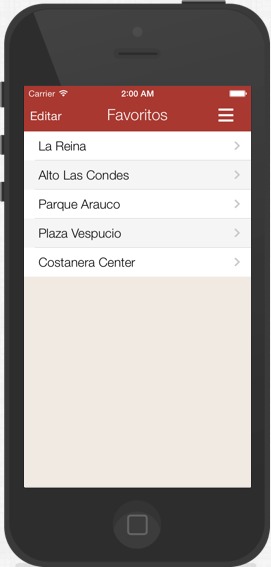 Carrier 2:00 AM
Editar Favoritos
La Reina
Alto Las Condes
Parque Arauco
Plaza Vespucio
Costanera Center